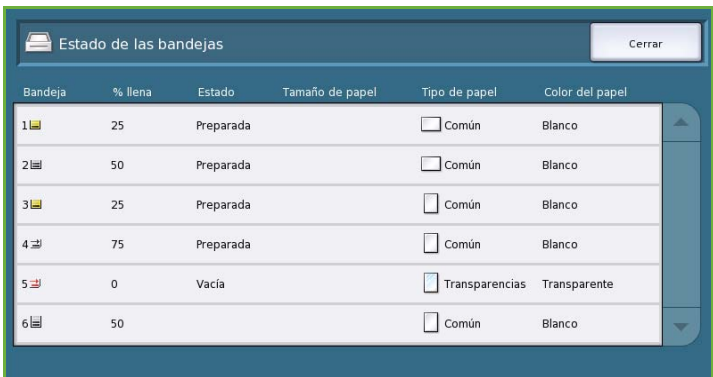 Estado de las bandejas
Cerrar
Bandeja % llena Estado Tamaño de papel Tipo de papel Color del papel
1 25 Preparada Común Blanco
2 50 Preparada Común Blanco
3 25 Preparada Común Blanco
4 75 Preparada Común Blanco
5 0 Vacía Transparencias Transparente
6 50 Común Blanco